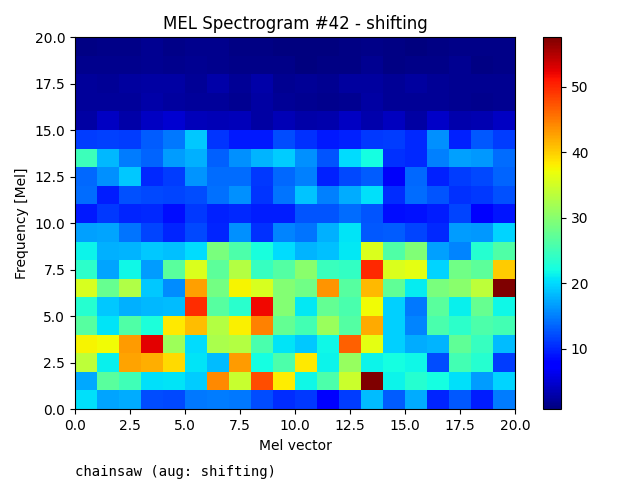 MEL Spectrogram #42 - shifting
20.0
17.5
15.0
12.5
10.0
7.5
5.0
2.5
0.0
Frequency [Mel]
0.0 2.5 5.0 7.5 10.0 12.5 15.0 17.5 20.0
Mel vector
50
40
30
20
10
chainsaw (aug: shifting)